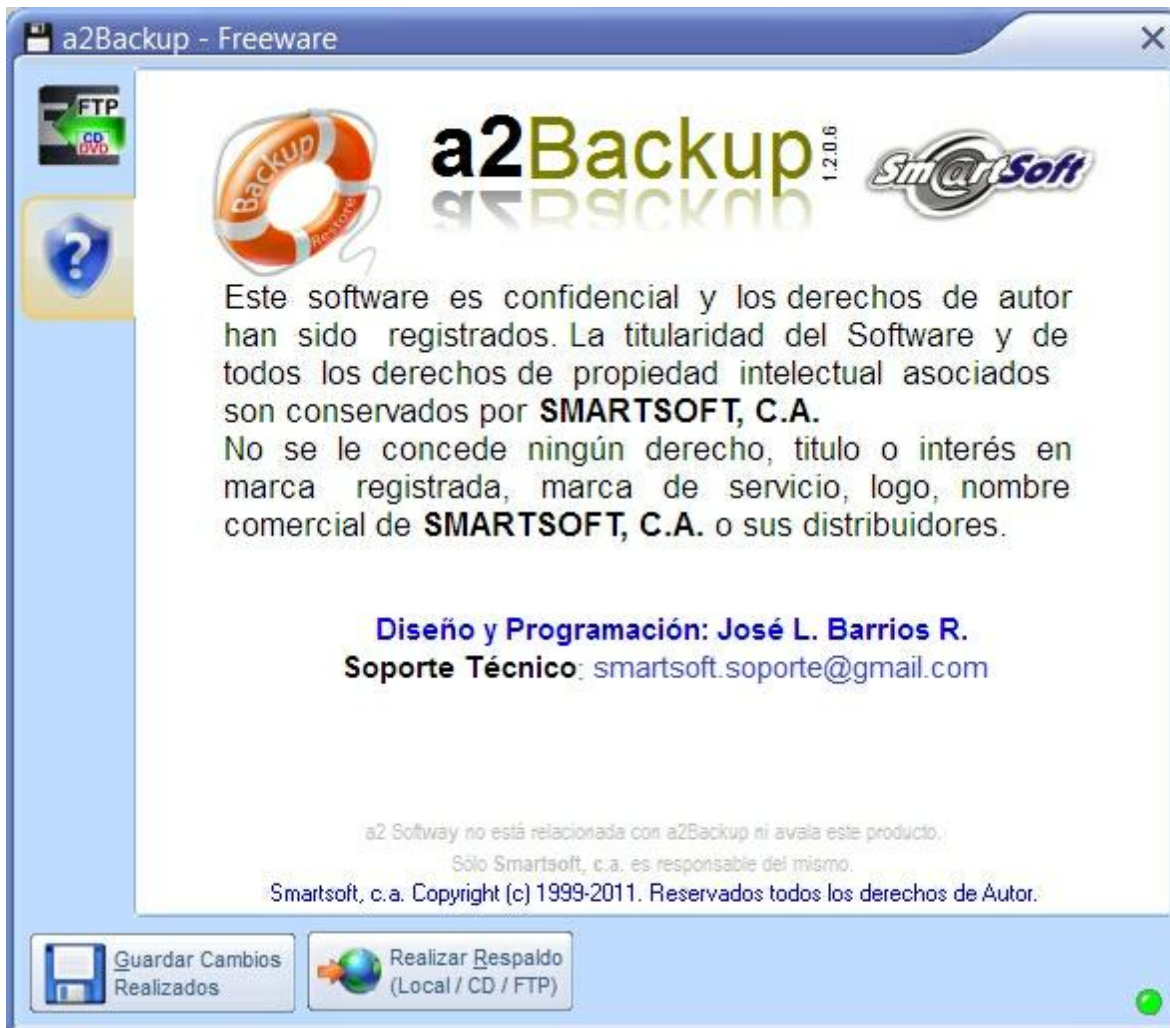 a2Backup - Freeware
FTP
CD
DVD
Backup
Restore
a2Backup
1.2.0.6
Sm@rtSoft
Este software es confidencial y los derechos de autor
han sido registrados. La titularidad del Software y de
todos los derechos de propiedad intelectual asociados
son conservados por SMARTSOFT, C.A.
No se le concede ningún derecho, titulo o interés en
marca registrada, marca de servicio, logo, nombre
comercial de SMARTSOFT, C.A. o sus distribuidores.
Diseño y Programación: José L. Barrios R.
Soporte Técnico: smartsoft.soporte@gmail.com
a2 Softway no está relacionada con a2Backup ni avala este producto.
Sólo Smartsoft, c.a. es responsable del mismo.
Smartsoft, c.a. Copyright (c) 1999-2011. Reservados todos los derechos de Autor.
Guardar Cambios
Realizados
Realizar Respaldo
(Local / CD / FTP)